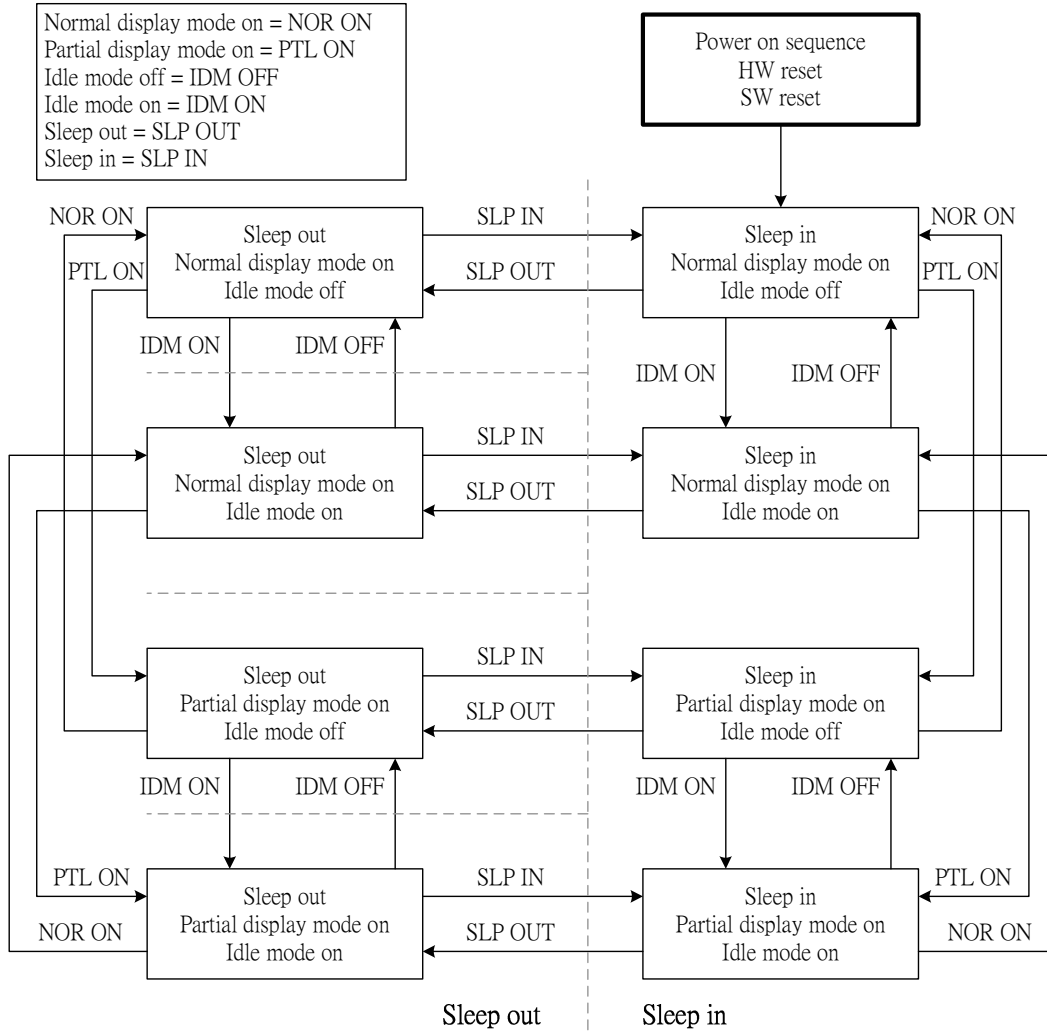 Normal display mode on = NOR ON
Partial display mode on = PTL ON
Idle mode off = IDM OFF
Idle mode on = IDM ON
Sleep out = SLP OUT
Sleep in = SLP IN
Power on sequence
HW reset
SW reset
NOR ON
PTL ON
Sleep out
Normal display mode on
Idle mode off
SLP IN
SLP OUT
Sleep in
Normal display mode on
Idle mode off
NOR ON
PTL ON
IDM ON
IDM OFF
IDM ON
IDM OFF
Sleep out
Normal display mode on
Idle mode on
SLP IN
SLP OUT
Sleep in
Normal display mode on
Idle mode on
Sleep out
Partial display mode on
Idle mode off
SLP IN
SLP OUT
Sleep in
Partial display mode on
Idle mode off
IDM ON
IDM OFF
IDM ON
IDM OFF
PTL ON
NOR ON
Sleep out
Partial display mode on
Idle mode on
SLP IN
SLP OUT
Sleep in
Partial display mode on
Idle mode on
PTL ON
NOR ON
Sleep out
Sleep in